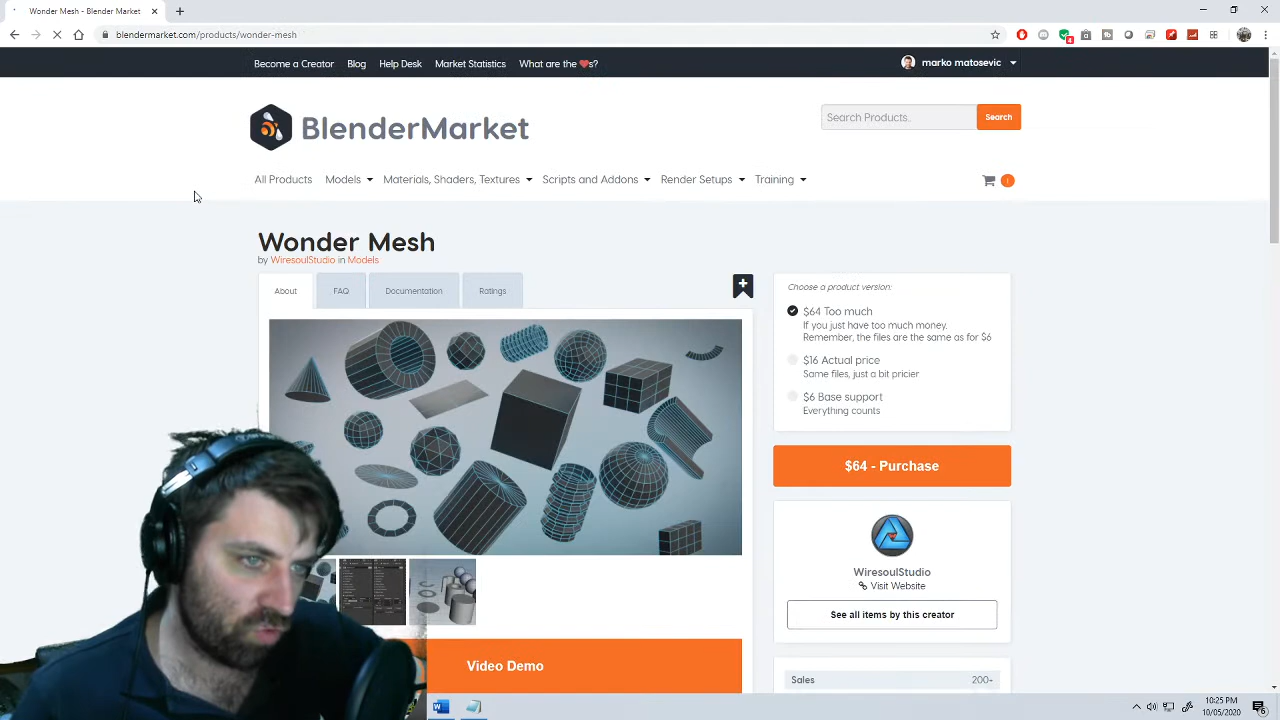 Wonder Mesh - Blender Market
blendermarket.com/products/wonder-mesh
Become a Creator Blog Help Desk Market Statistics What are the ❤s?
marko matosevic
BlenderMarket
Search Products..
Search
All Products Models Materials, Shaders, Textures Scripts and Addons Render Setups Training
Wonder Mesh
by WiresoulStudio in Models
About FAQ Documentation Ratings
Choose a product version:
$64 Too much
If you just have too much money.
Remember, the files are the same as for $6
$16 Actual price
Same files, just a bit pricier
$6 Base support
Everything counts
$64 - Purchase
WiresoulStudio
Visit Website
See all items by this creator
Video Demo
Sales 200+
10:25 PM
10/05/2020